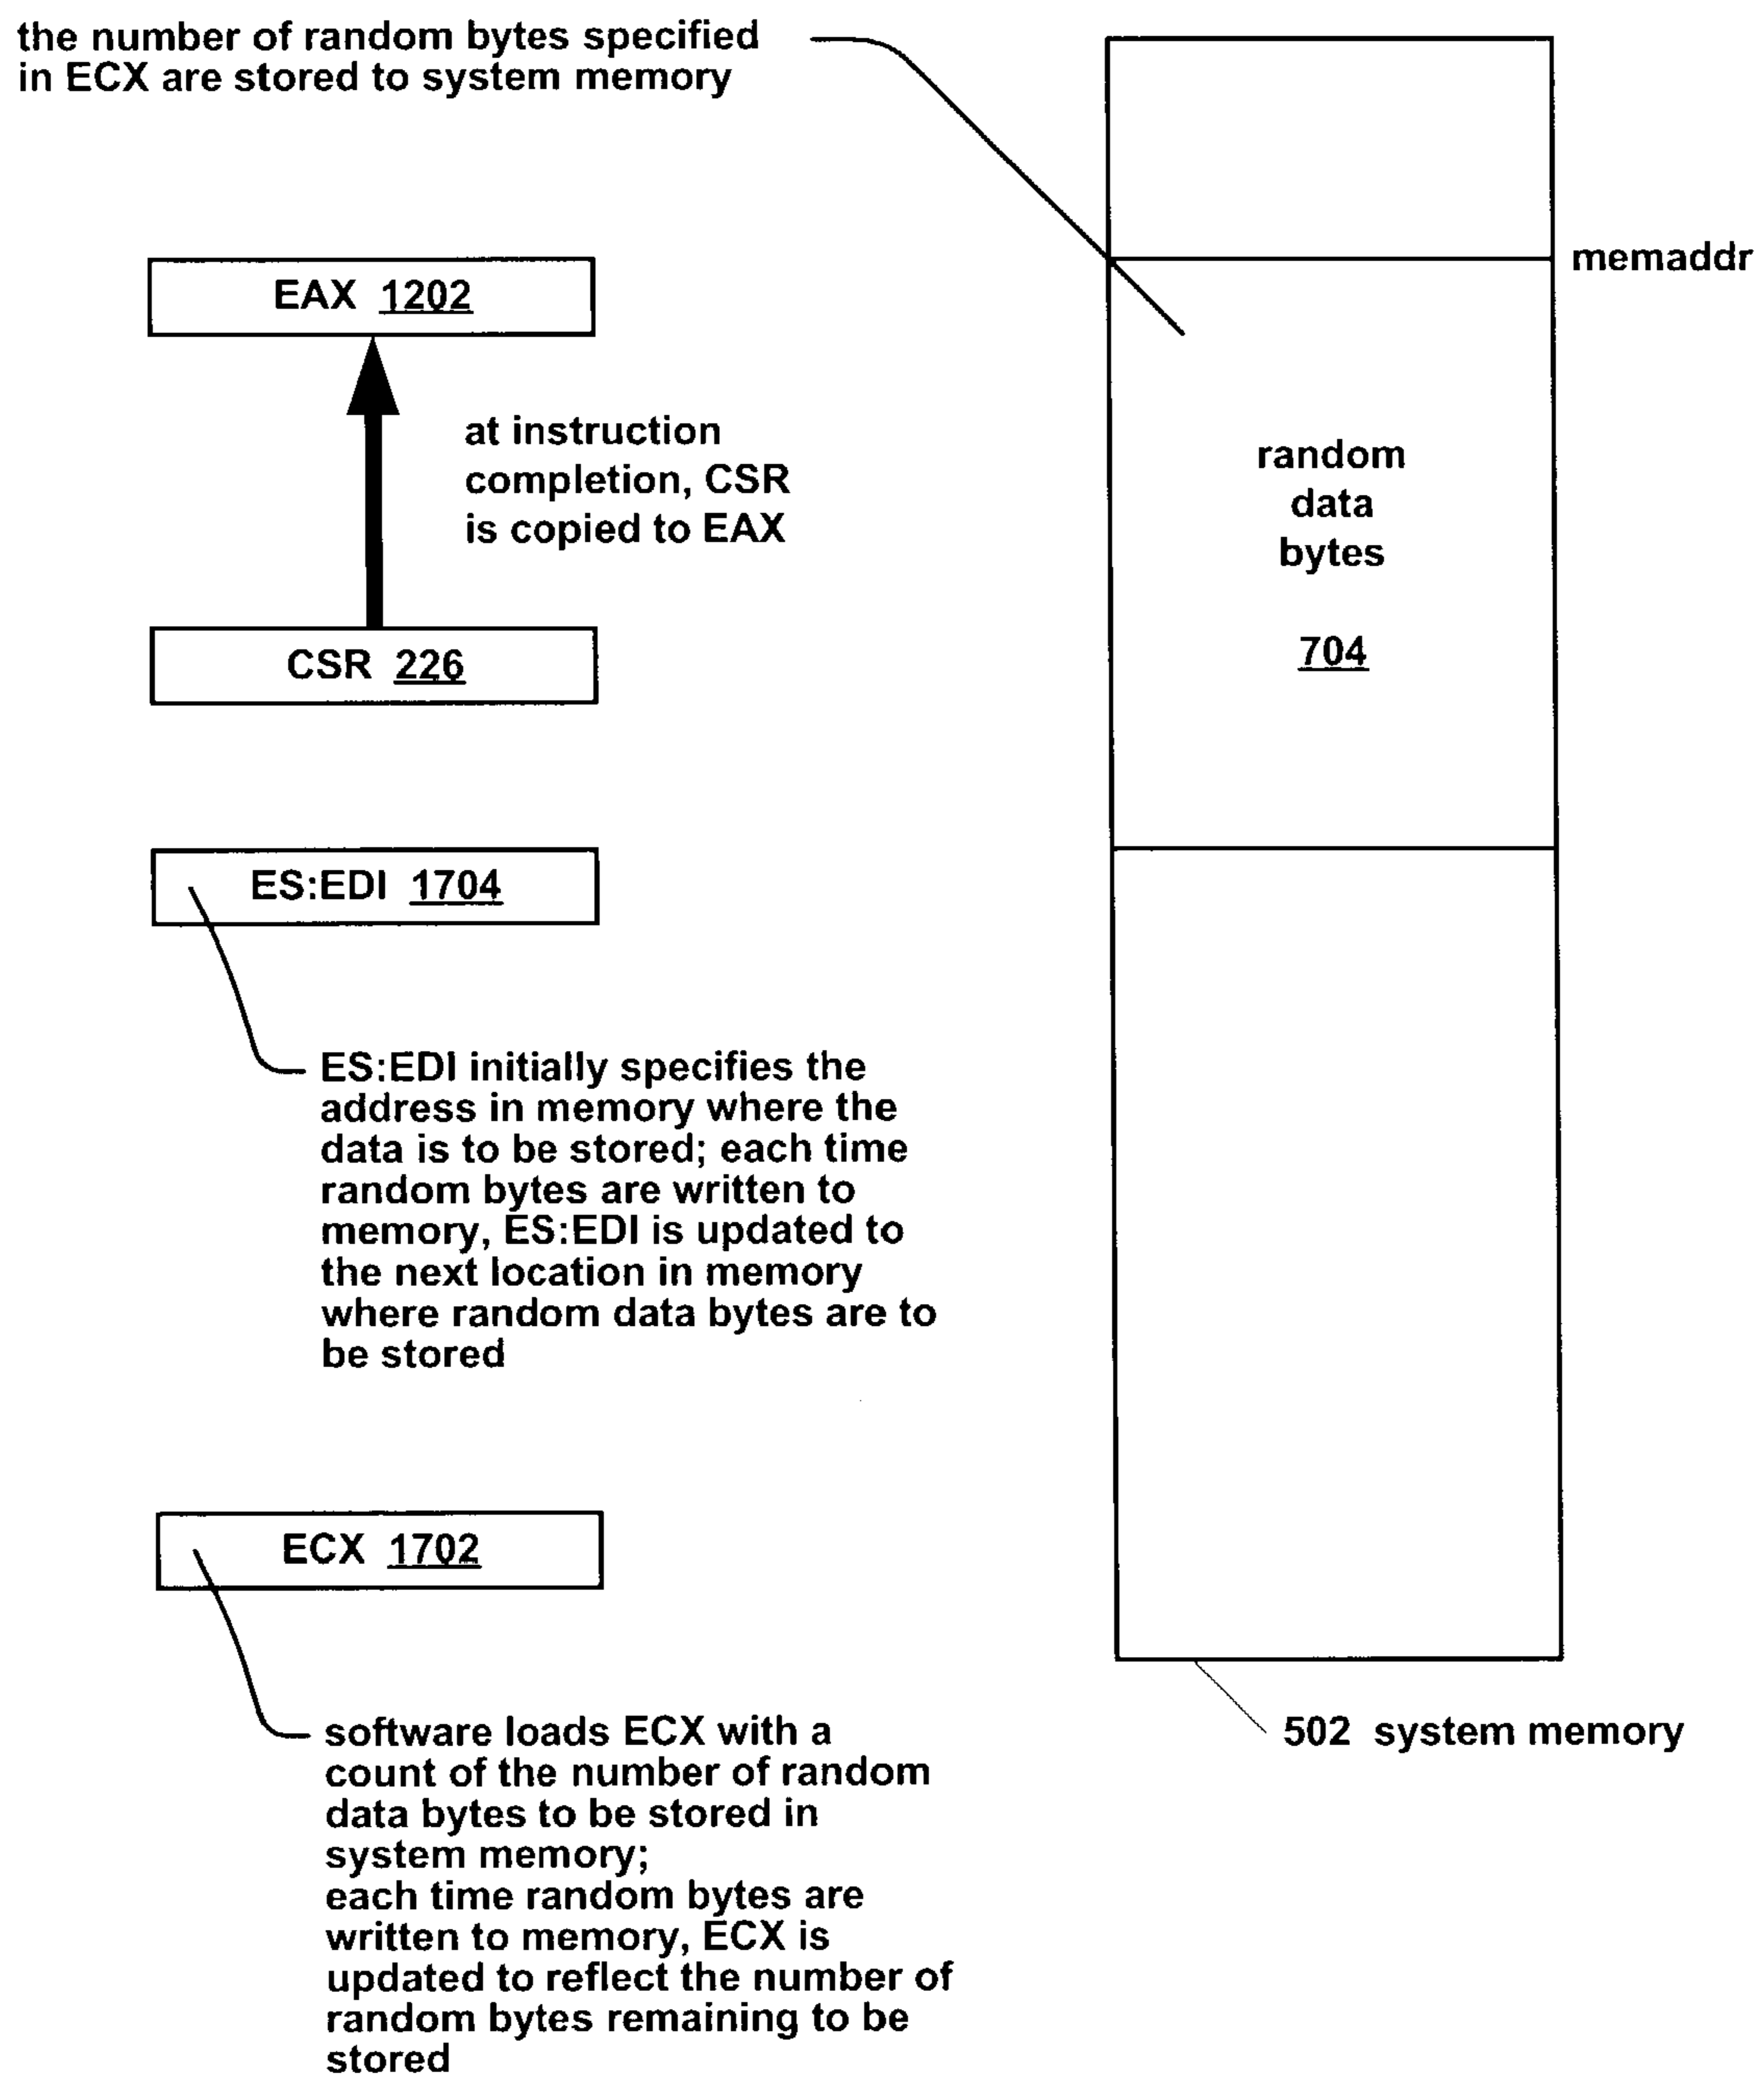 the number of random bytes specified
in ECX are stored to system memory
memaddr
EAX 1202
at instruction
completion, CSR
is copied to EAX
random
data
bytes
704
CSR 226
ES:EDI 1704
ES:EDI initially specifies the
address in memory where the
data is to be stored; each time
random bytes are written to
memory, ES:EDI is updated to
the next location in memory
where random data bytes are to
be stored
ECX 1702
software loads ECX with a
count of the number of random
data bytes to be stored in
system memory;
each time random bytes are
written to memory, ECX is
updated to reflect the number of
random bytes remaining to be
stored
502 system memory